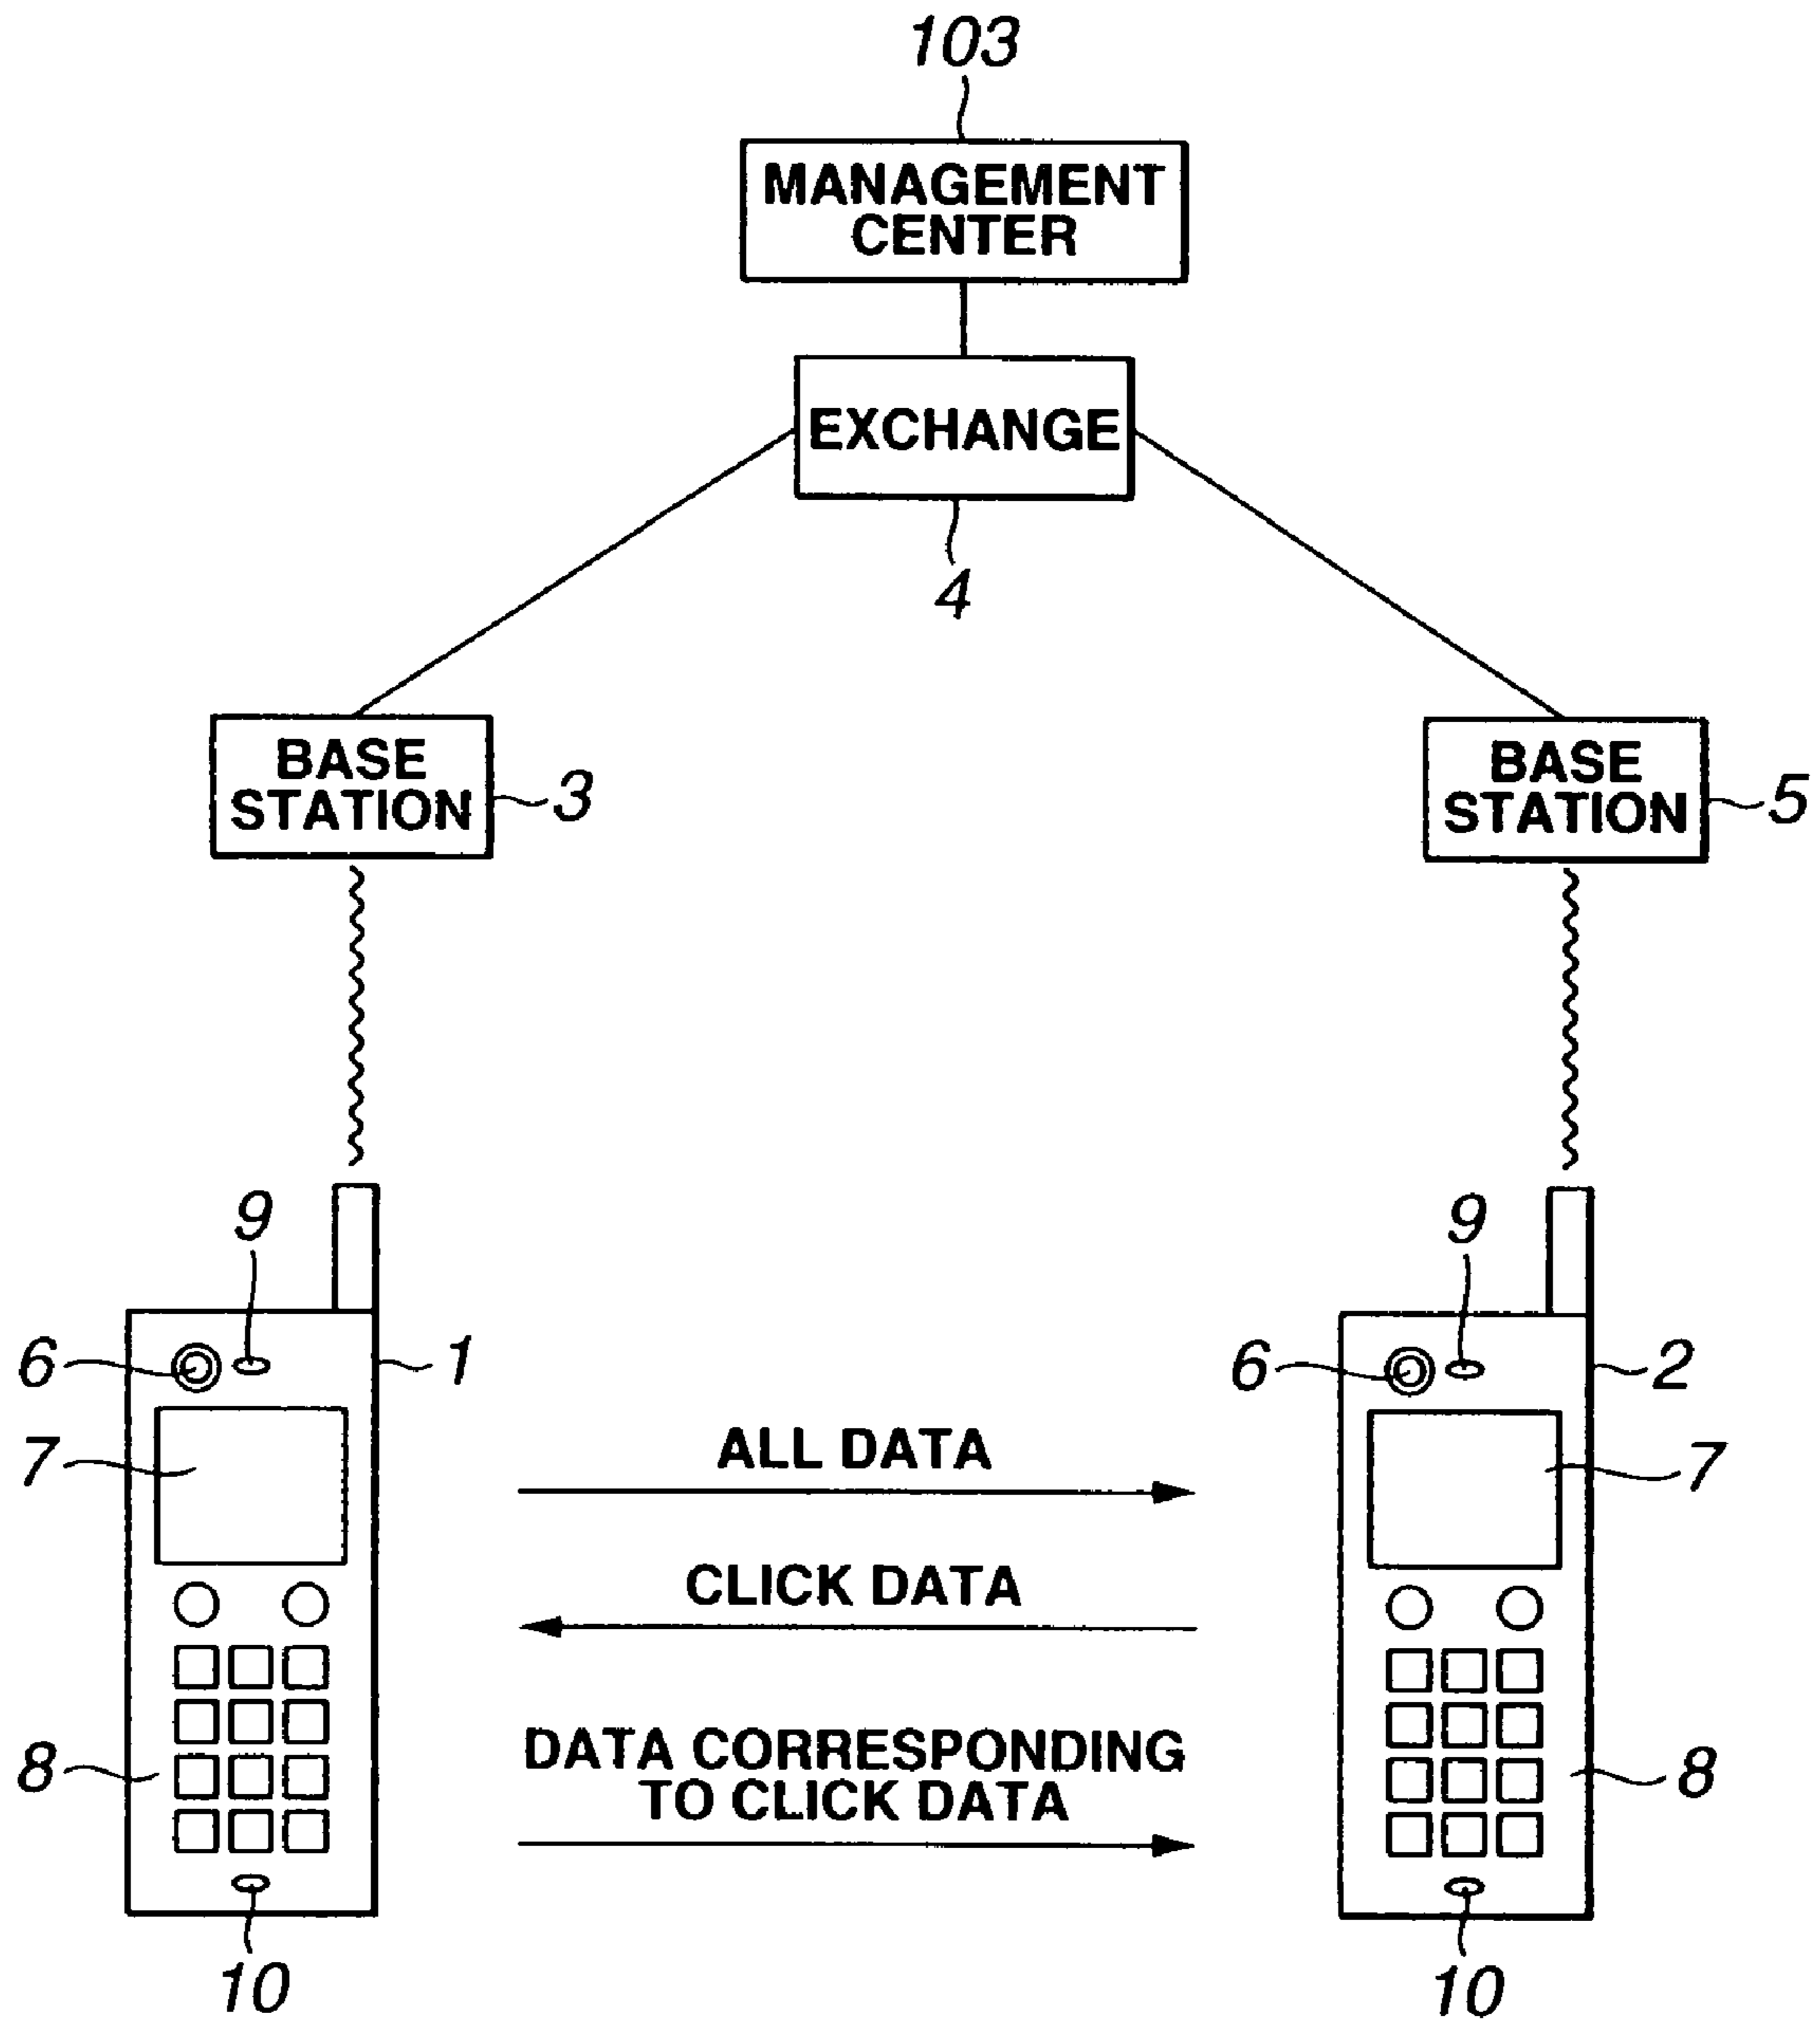 103
MANAGEMENT
CENTER
EXCHANGE
4
BASE
STATION
3
BASE
STATION
5
9
9
6
1
6
2
7
7
ALL DATA
CLICK DATA
DATA CORRESPONDING
TO CLICK DATA
8
8
10
10